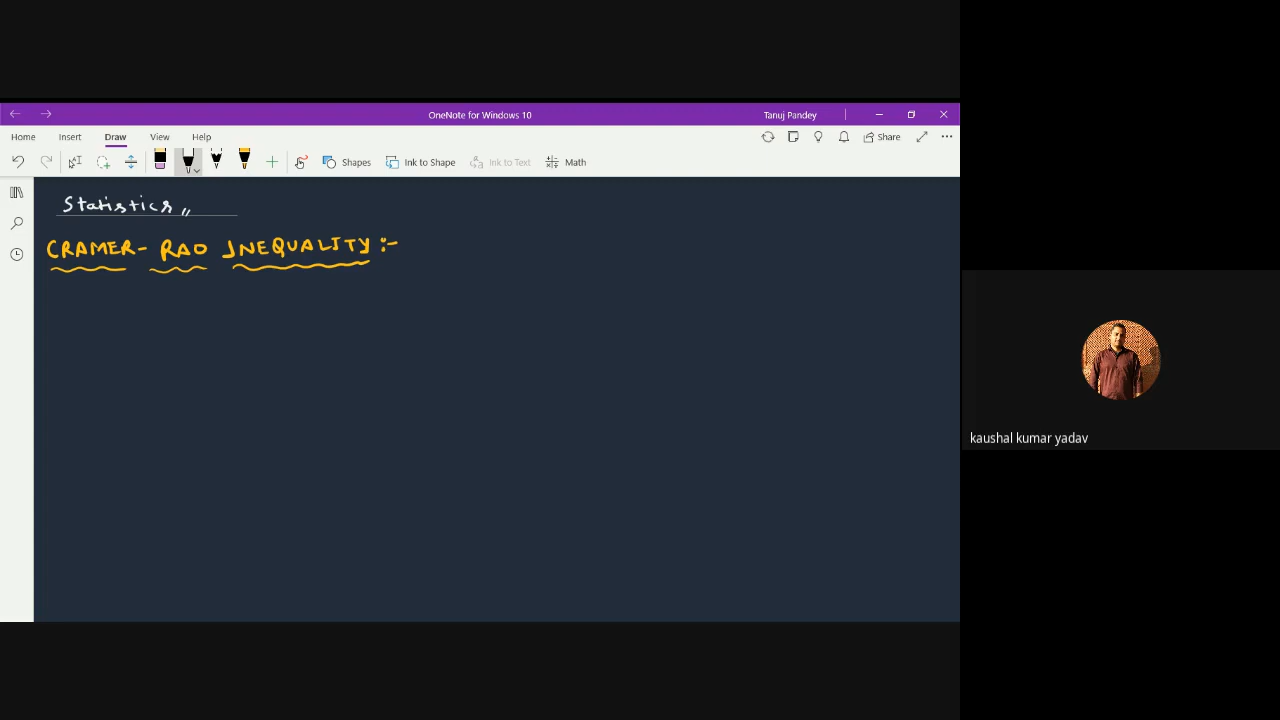 OneNote for Windows 10
Tanuj Pandey
Home Insert Draw View Help
Share
Shapes Ink to Shape Ink to Text Math
Statistics,,
CRAMER- RAO INEQUALITY :-
kaushal kumar yadav